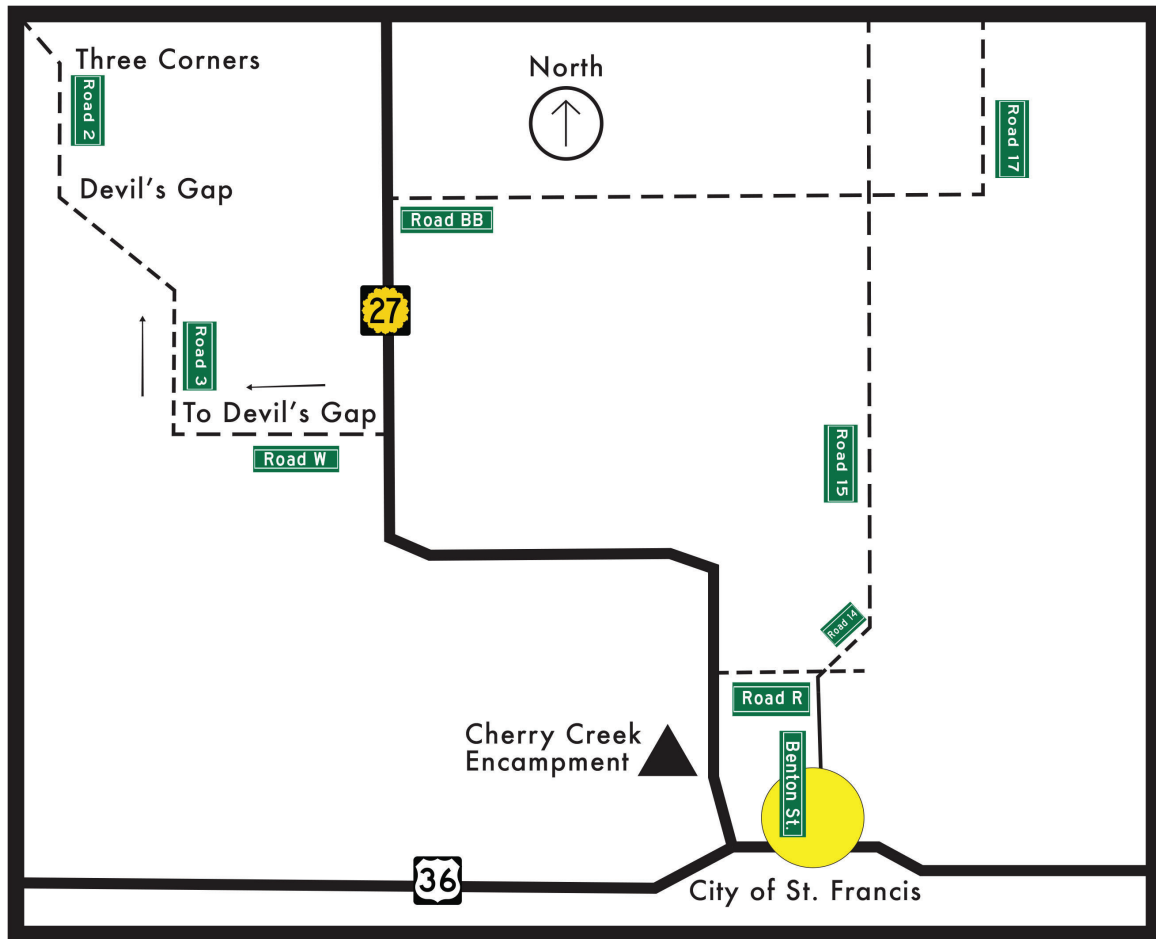 Three Corners
North
Road 2
Road 17
Devil's Gap
Road BB
27
Road 3
To Devil's Gap
Road W
Road 15
Road 14
Road R
Cherry Creek
Encampment
Benton St.
36
City of St. Francis